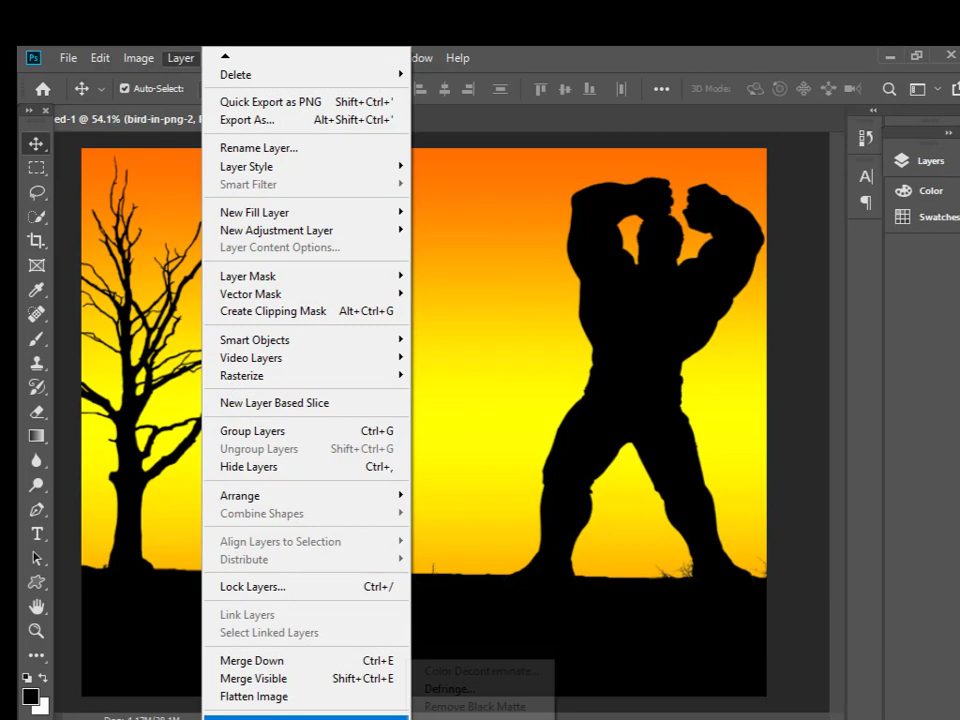 Ps File Edit Image Layer dow Help
Auto-Select: 3D Mode:
ed-1 @ 54.1% (bird-in-png-2,
Delete
Quick Export as PNG Shift+Ctrl+'
Export As... Alt+Shift+Ctrl+'
Rename Layer...
Layer Style
Smart Filter
New Fill Layer
New Adjustment Layer
Layer Content Options...
Layer Mask
Vector Mask
Create Clipping Mask Alt+Ctrl+G
Smart Objects
Video Layers
Rasterize
New Layer Based Slice
Group Layers Ctrl+G
Ungroup Layers Shift+Ctrl+G
Hide Layers Ctrl+,
Arrange
Combine Shapes
Align Layers to Selection
Distribute
Lock Layers... Ctrl+/
Link Layers
Select Linked Layers
Merge Down Ctrl+E
Merge Visible Shift+Ctrl+E
Flatten Image
Color Decontaminate...
Defringe...
Remove Black Matte
Layers
Color
Swatches